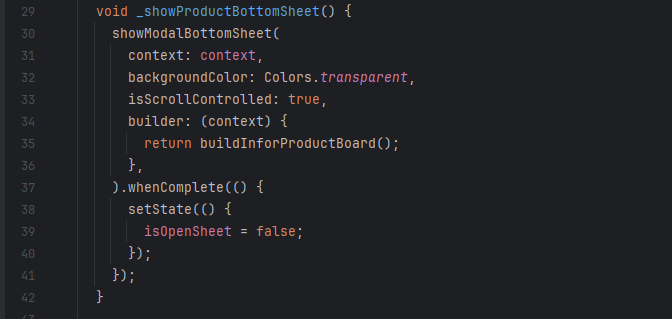 29 void _showProductBottomSheet() {
30 showModalBottomSheet(
31 context: context,
32 backgroundColor: Colors.transparent,
33 isScrollControlled: true,
34 builder: (context) {
35 return buildInforProductBoard();
36 },
37 ).whenComplete(() {
38 setState(() {
39 isOpenSheet = false;
40 });
41 });
42 }
43